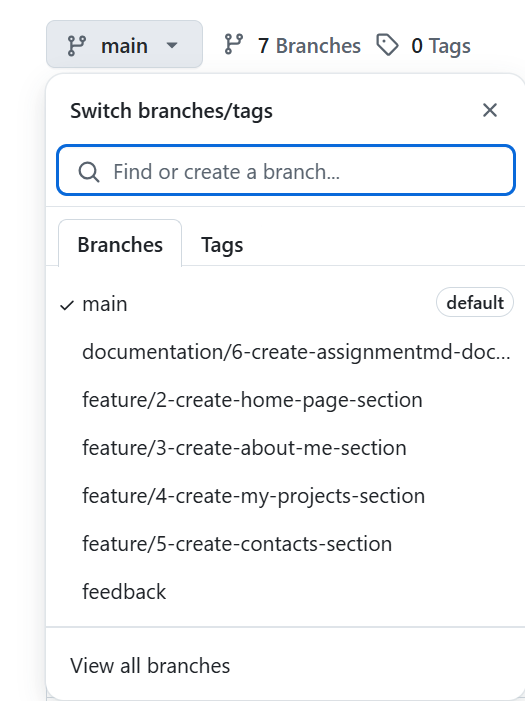 main 7 Branches 0 Tags
Switch branches/tags
Find or create a branch...
Branches Tags
main default
documentation/6-create-assignmentmd-doc...
feature/2-create-home-page-section
feature/3-create-about-me-section
feature/4-create-my-projects-section
feature/5-create-contacts-section
feedback
View all branches